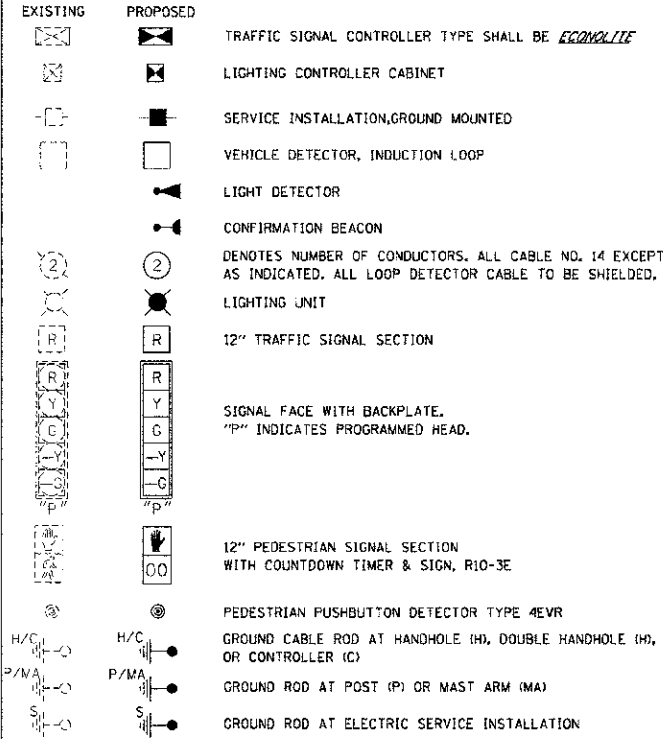 EXISTING PROPOSED
TRAFFIC SIGNAL CONTROLLER TYPE SHALL BE ECONOLITE
LIGHTING CONTROLLER CABINET
SERVICE INSTALLATION,GROUND MOUNTED
VEHICLE DETECTOR, INDUCTION LOOP
LIGHT DETECTOR
CONFIRMATION BEACON
2 2 DENOTES NUMBER OF CONDUCTORS. ALL CABLE NO. 14 EXCEPT
AS INDICATED. ALL LOOP DETECTOR CABLE TO BE SHIELDED.
LIGHTING UNIT
R R 12" TRAFFIC SIGNAL SECTION
R R
Y Y
G G
Y Y
G G
"P" "P"
SIGNAL FACE WITH BACKPLATE.
"P" INDICATES PROGRAMMED HEAD.
12" PEDESTRIAN SIGNAL SECTION
00 WITH COUNTDOWN TIMER & SIGN, R10-3E
PEDESTRIAN PUSHBUTTON DETECTOR TYPE 4EVR
H/C H/C GROUND CABLE ROD AT HANDHOLE (H), DOUBLE HANDHOLE (H),
OR CONTROLLER (C)
P/MA P/MA GROUND ROD AT POST (P) OR MAST ARM (MA)
S S GROUND ROD AT ELECTRIC SERVICE INSTALLATION